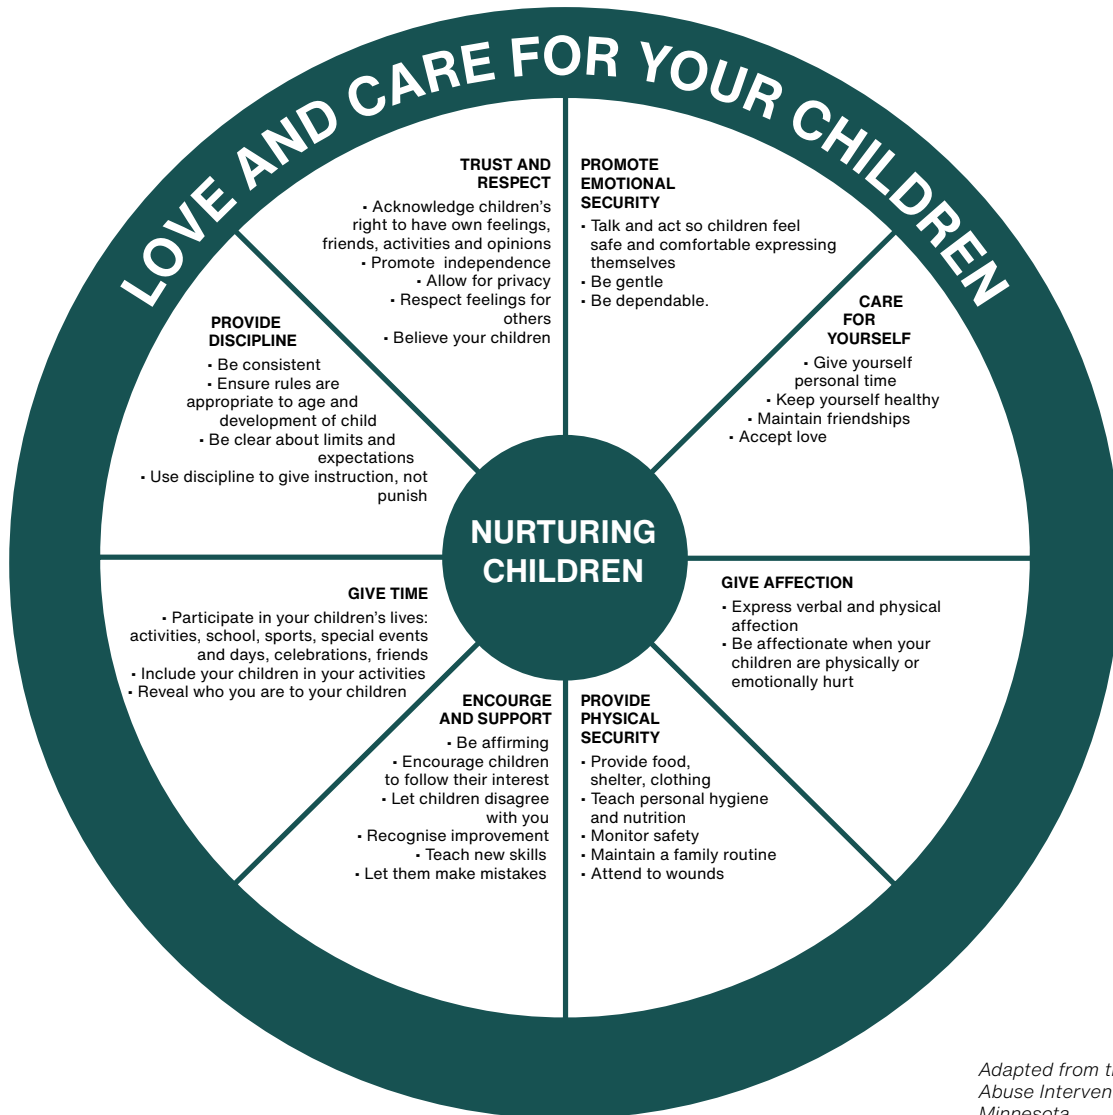 LOVE AND CARE FOR YOUR CHILDREN
TRUST AND
RESPECT
• Acknowledge children’s
right to have own feelings,
friends, activities and opinions
• Promote independence
• Allow for privacy
• Respect feelings for
others
• Believe your children
PROMOTE
EMOTIONAL
SECURITY
• Talk and act so children feel
safe and comfortable expressing
themselves
• Be gentle
• Be dependable.
CARE
FOR
YOURSELF
• Give yourself
personal time
• Keep yourself healthy
• Maintain friendships
• Accept love
PROVIDE
DISCIPLINE
• Be consistent
• Ensure rules are
appropriate to age and
development of child
• Be clear about limits and
expectations
• Use discipline to give instruction, not
punish
NURTURING
CHILDREN
GIVE TIME
• Participate in your children’s lives:
activities, school, sports, special events
and days, celebrations, friends
• Include your children in your activities
• Reveal who you are to your children
GIVE AFFECTION
• Express verbal and physical
affection
• Be affectionate when your
children are physically or
emotionally hurt
ENCOURGE
AND SUPPORT
• Be affirming
• Encourage children
to follow their interest
• Let children disagree
with you
• Recognise improvement
• Teach new skills
• Let them make mistakes
PROVIDE
PHYSICAL
SECURITY
• Provide food,
shelter, clothing
• Teach personal hygiene
and nutrition
• Monitor safety
• Maintain a family routine
• Attend to wounds
Adapted from
Abuse
Minnesota